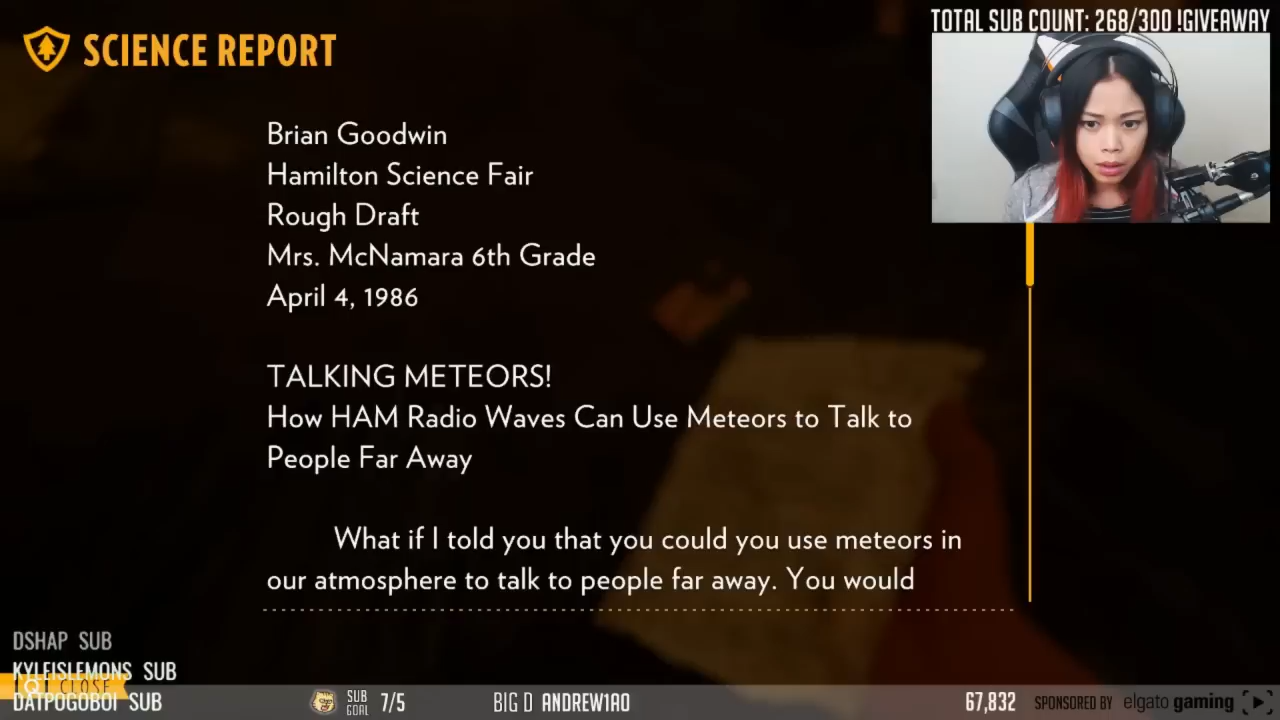 SCIENCE REPORT
TOTAL SUB COUNT: 268/300 !GIVEAWAY
Brian Goodwin
Hamilton Science Fair
Rough Draft
Mrs. McNamara 6th Grade
April 4, 1986
TALKING METEORS!
How HAM Radio Waves Can Use Meteors to Talk to
People Far Away
What if I told you that you could you use meteors in
our atmosphere to talk to people far away. You would
DSHAP SUB
KYLEISLEMONS SUB
Q CLOSE
DATPOGOBOI SUB
SUB GOAL 7/5
BIG D ANDREW1AO
67,832
SPONSORED BY elgato gaming